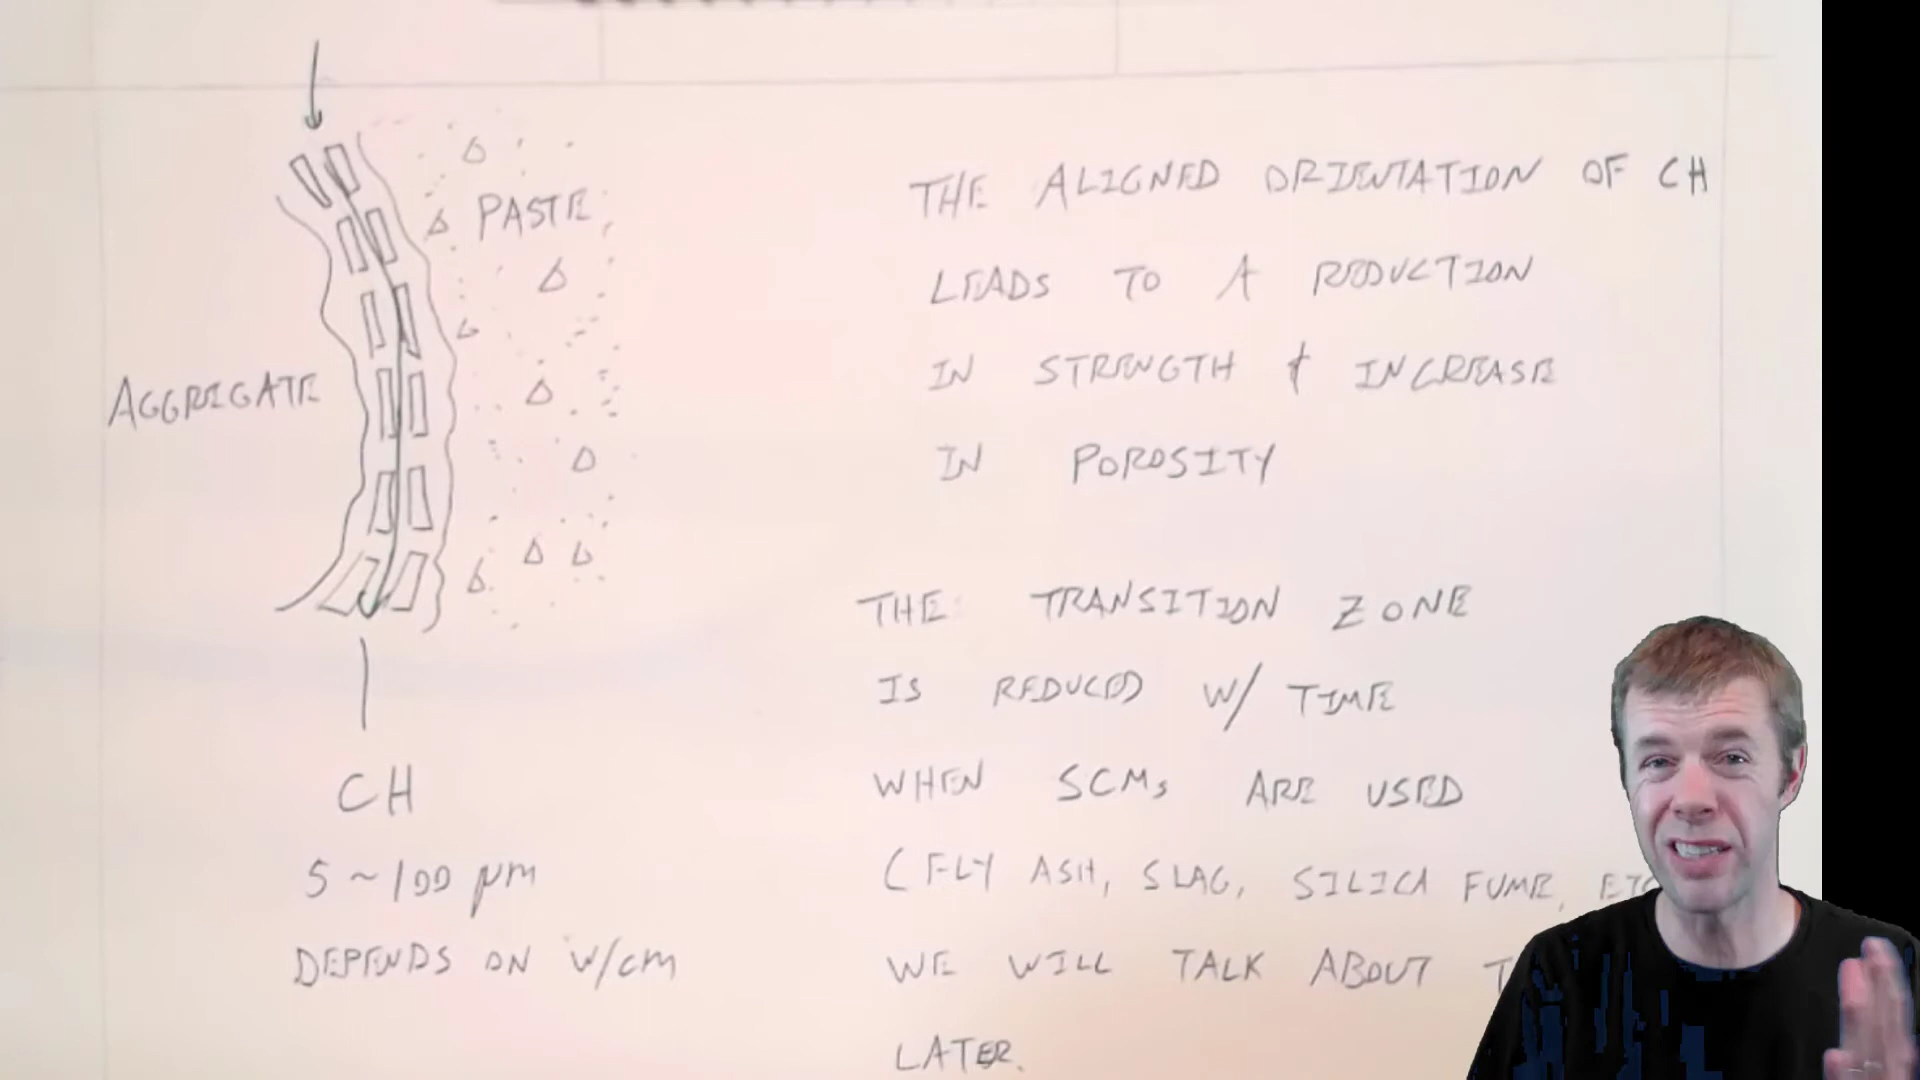 PASTE
AGGREGATE
CH
5 ~ 100 μm
DEPENDS ON w/cm
THE ALIGNED ORIENTATION OF CH
LEADS TO A REDUCTION
IN STRENGTH & INCREASE
IN POROSITY
THE TRANSITION ZONE
IS REDUCED W/ TIME
WHEN SCMs ARE USED
(FLY ASH, SLAG, SILICA FUME,
WE WILL TALK ABOUT
LATER.